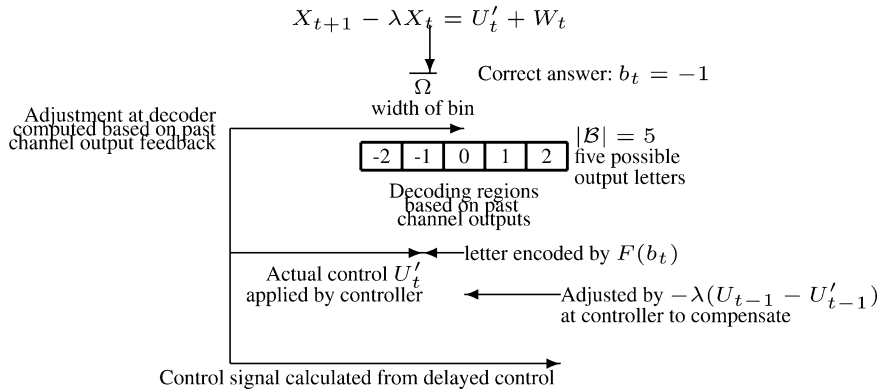 X_{t+1} − λX_t = U′_t + W_t
Ω
Correct answer: b_t = −1
width of bin
Adjustment at decoder
computed based on past
channel output feedback
|ℬ| = 5
five possible
output letters
-2 -1 0 1 2
Decoding regions
based on past
channel outputs
letter encoded by F(b_t)
Actual control U′_t
applied by controller
Adjusted by −λ(U_{t−1} − U′_{t−1})
at controller to compensate
Control signal calculated from delayed control